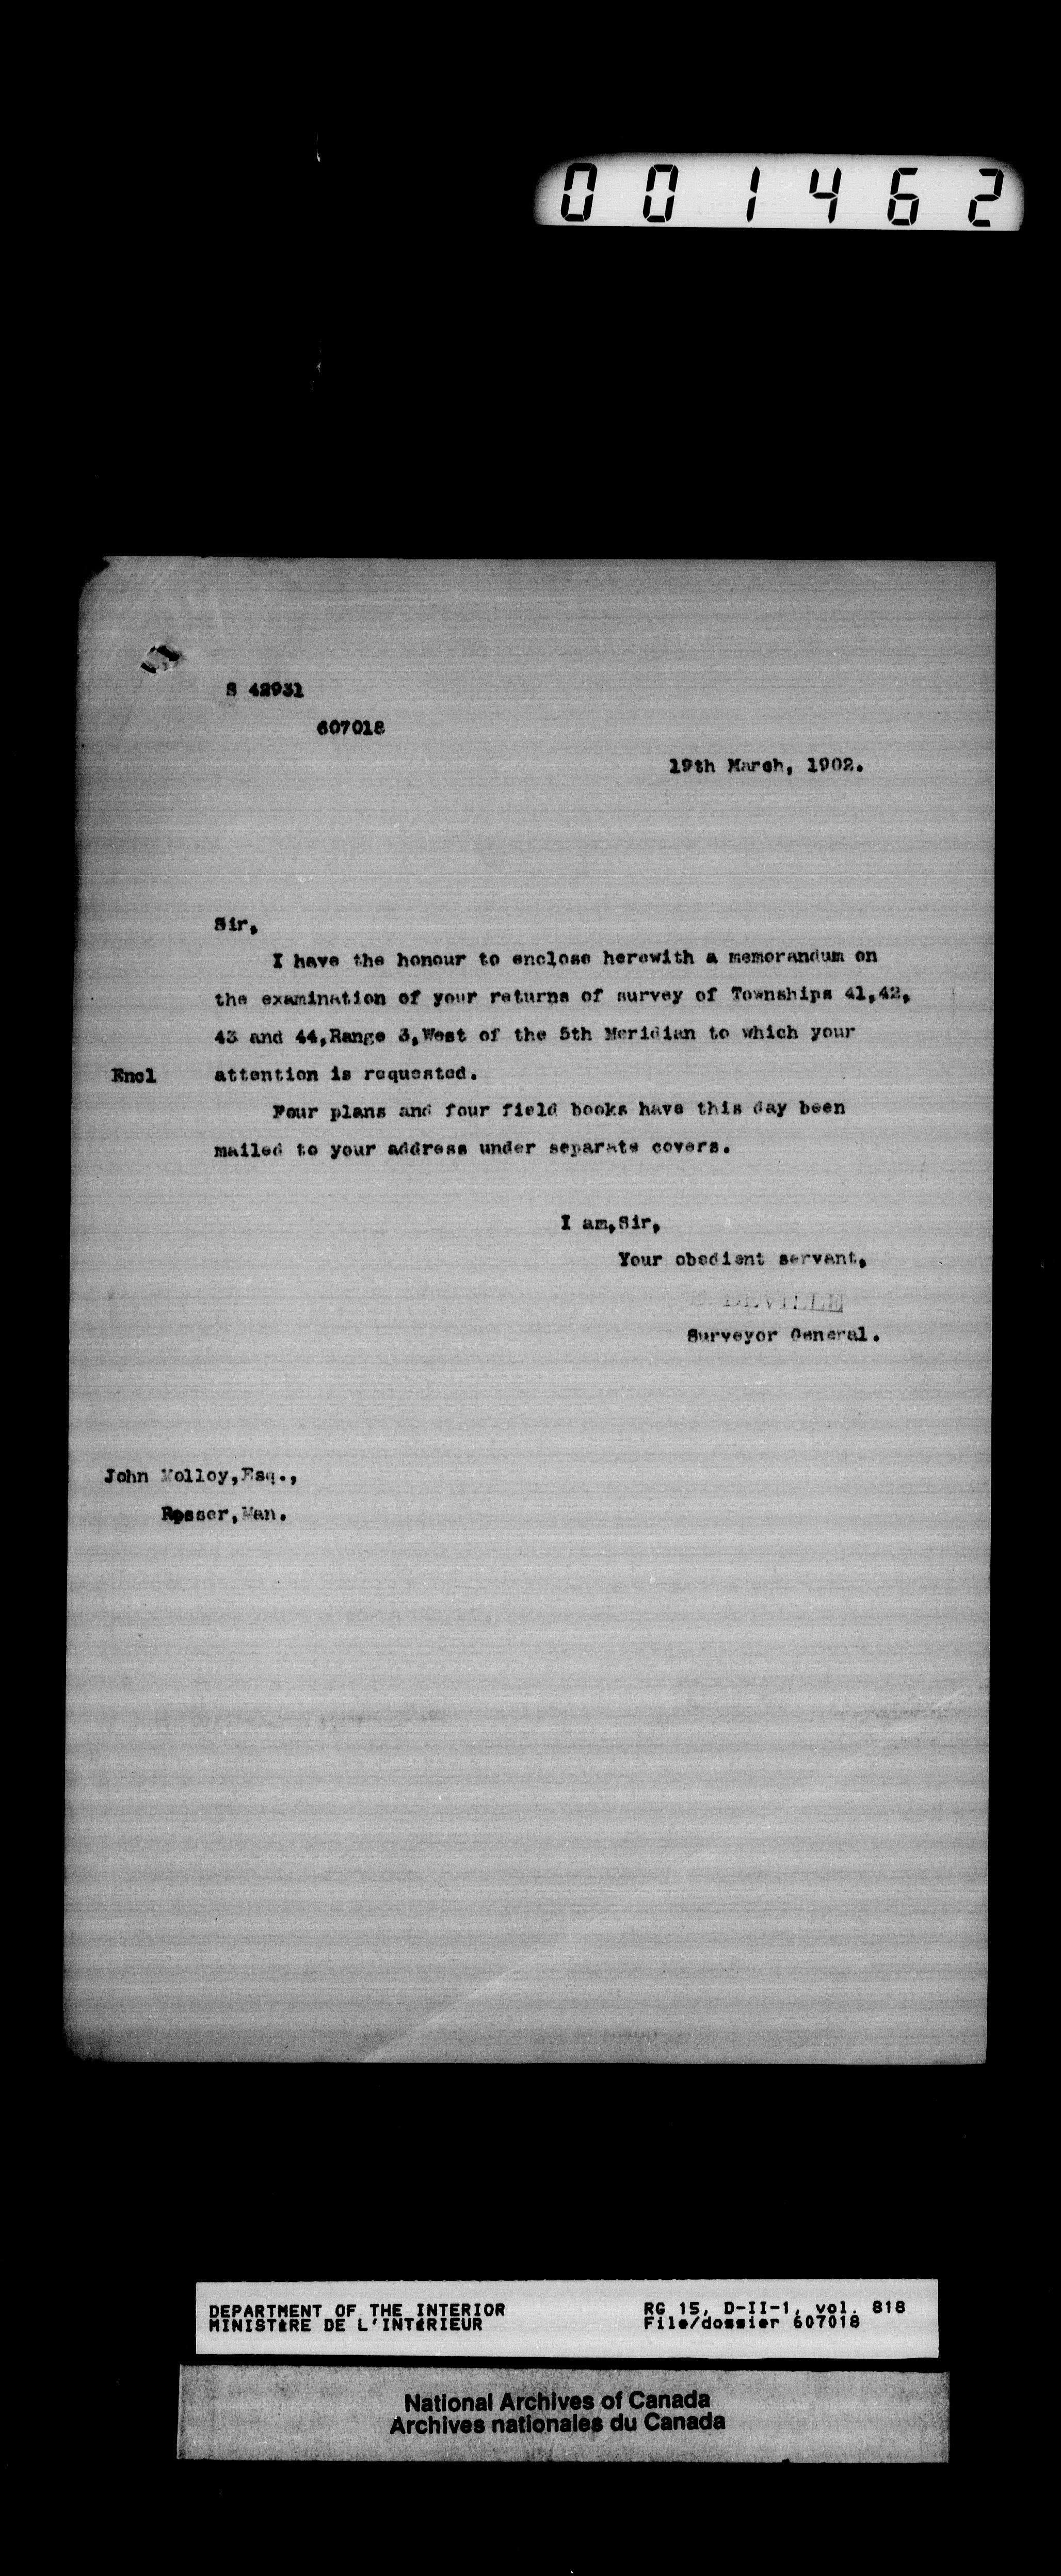 001462
S 42931
607018
19th March, 1902.
Sir,
I have the honour to enclose herewith a memorandum on
the examination of your returns of survey of Townships 41,42,
43 and 44,Range 3,West of the 5th Meridian to which your
Encl attention is requested.
Four plans and four field books have this day been
mailed to your address under separate covers.
I am,Sir,
Your obedient servant,
DEVILLE
Surveyor General.
John Molloy,Esq.,
Rosser,Man.
DEPARTMENT OF THE INTERIOR
MINISTÈRE DE L'INTÉRIEUR
RG 15, D-II-1, vol. 818
File/dossier 607018
National Archives of Canada
Archives nationales du Canada